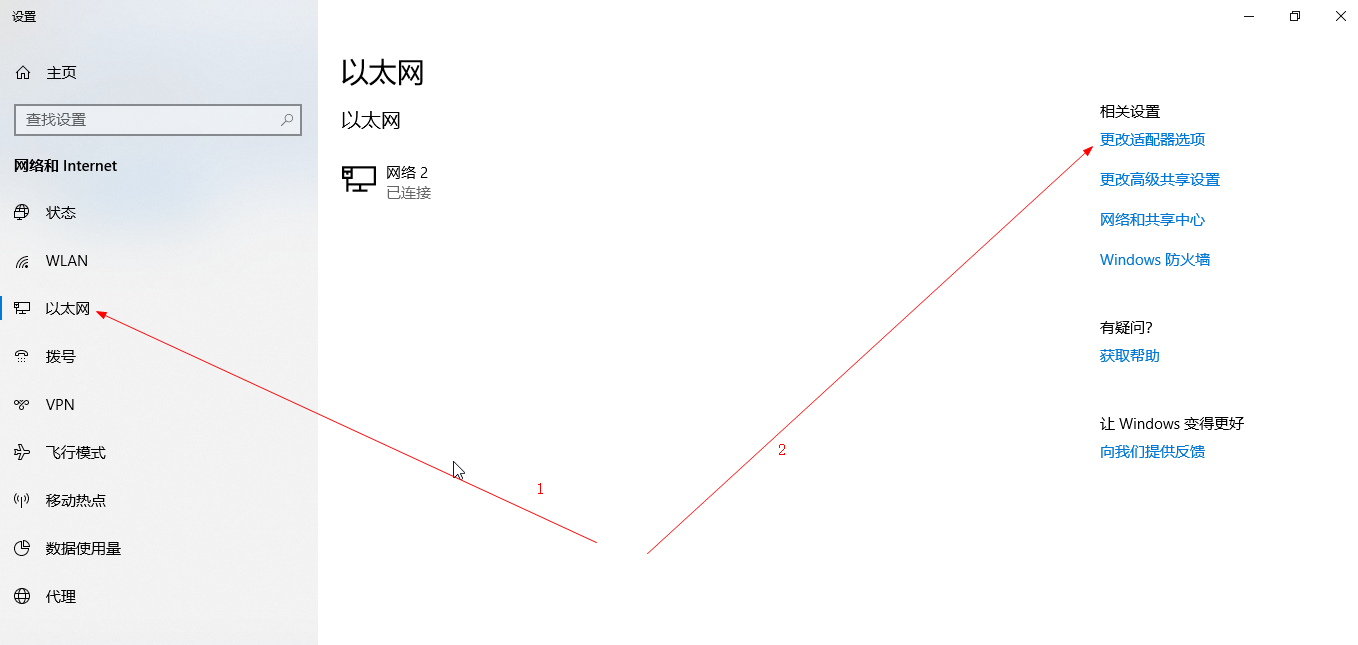 设置
主页
查找设置
网络和 Internet
状态
WLAN
以太网
拨号
VPN
飞行模式
移动热点
数据使用量
代理
以太网
以太网
网络 2
已连接
1
2
相关设置
更改适配器选项
更改高级共享设置
网络和共享中心
Windows 防火墙
有疑问?
获取帮助
让 Windows 变得更好
向我们提供反馈